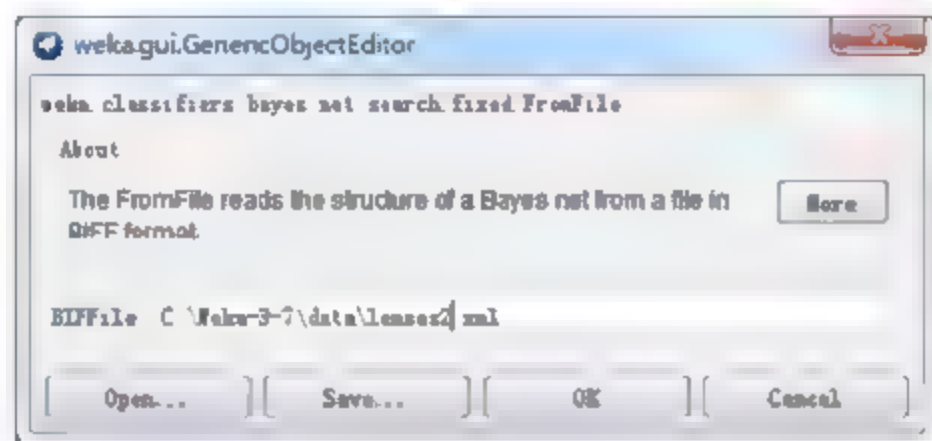 weka.gui.GenericObjectEditor
weka.classifiers.bayes.net.search.fixed.FromFile
About
The FromFile reads the structure of a Bayes net from a file in
BIFF format.
More
BIFFile C:\Weka-3-7\data\lenses2.xml
Open...
Save...
OK
Cancel